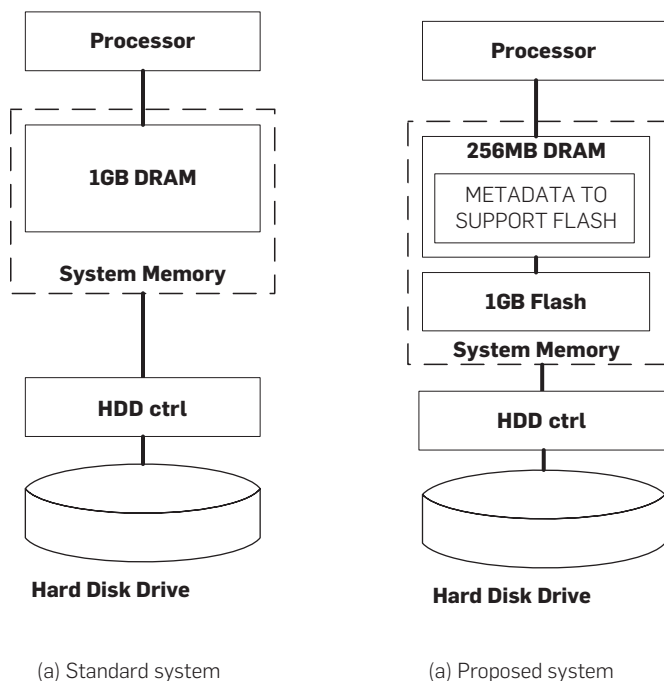 Processor
1GB DRAM
System Memory
HDD ctrl
Hard Disk Drive
(a) Standard system
Processor
256MB DRAM
METADATA TO
SUPPORT FLASH
1GB Flash
System Memory
HDD ctrl
Hard Disk Drive
(a) Proposed system